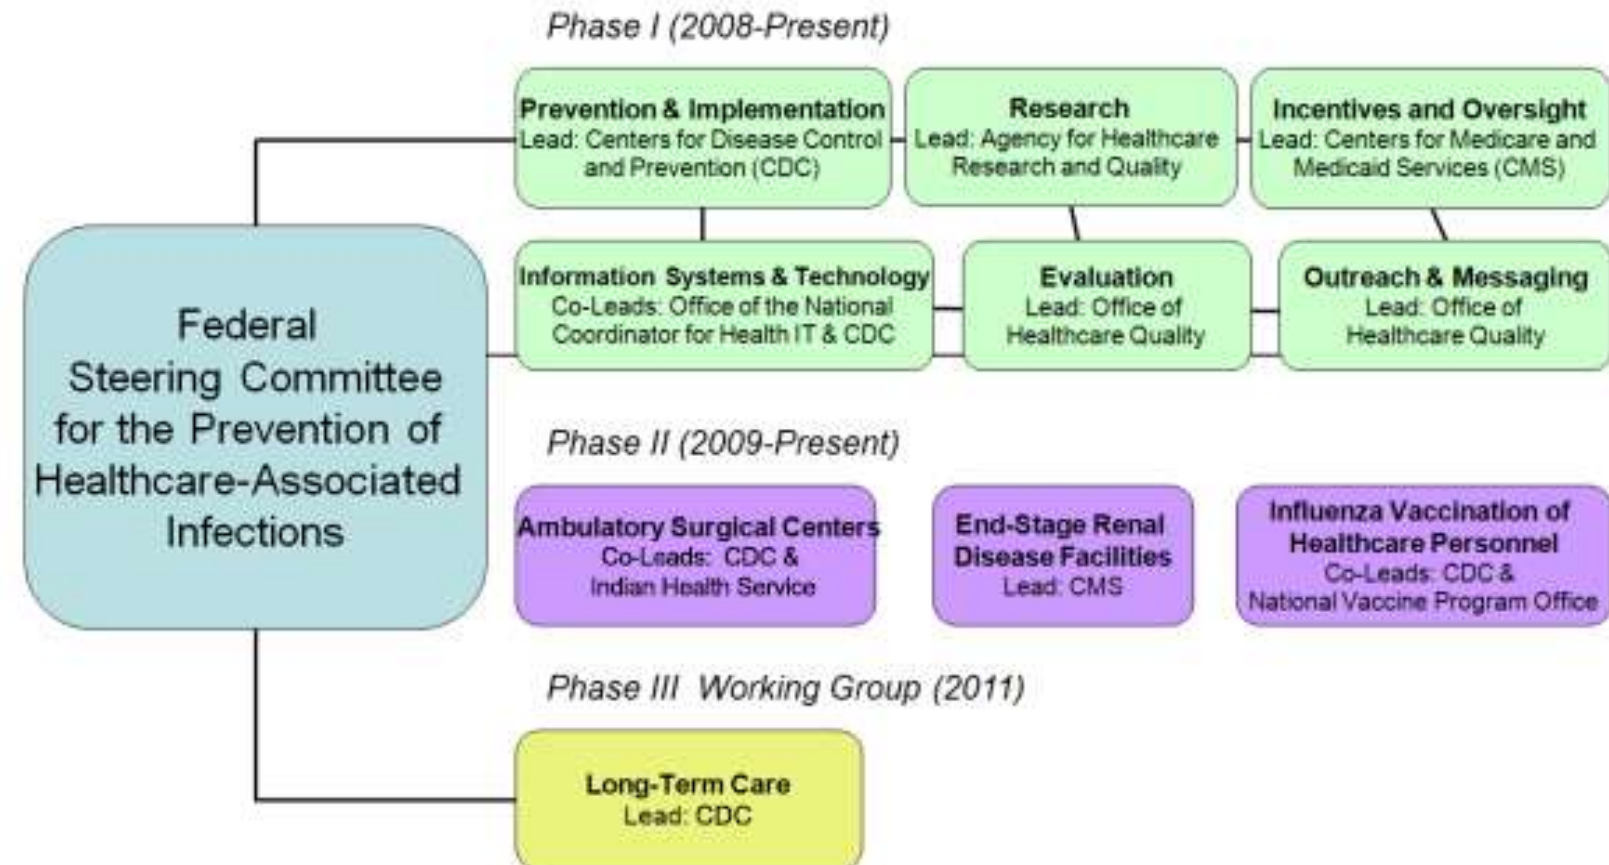 Phase I (2008-Present)
Prevention & Implementation
Lead: Centers for Disease Control
and Prevention (CDC)
Research
Lead: Agency for Healthcare
Research and Quality
Incentives and Oversight
Lead: Centers for Medicare and
Medicaid Services (CMS)
Information Systems & Technology
Co-Leads: Office of the National
Coordinator for Health IT & CDC
Evaluation
Lead: Office of
Healthcare Quality
Outreach & Messaging
Lead: Office of
Healthcare Quality
Federal
Steering Committee
for the Prevention of
Healthcare-Associated
Infections
Phase II (2009-Present)
Ambulatory Surgical Centers
Co-Leads: CDC &
Indian Health Service
End-Stage Renal
Disease Facilities
Lead: CMS
Influenza Vaccination of
Healthcare Personnel
Co-Leads: CDC &
National Vaccine Program Office
Phase III Working Group (2011)
Long-Term Care
Lead: CDC